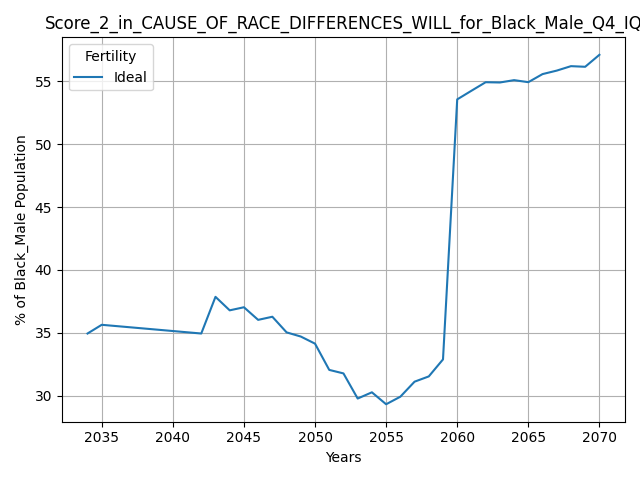 Score_2_in_CAUSE_OF_RACE_DIFFERENCES_WILL_for_Black_Male_Q4_IQ
Fertility
Ideal
% of Black_Male Population
55
50
45
40
35
30
2035 2040 2045 2050 2055 2060 2065 2070
Years